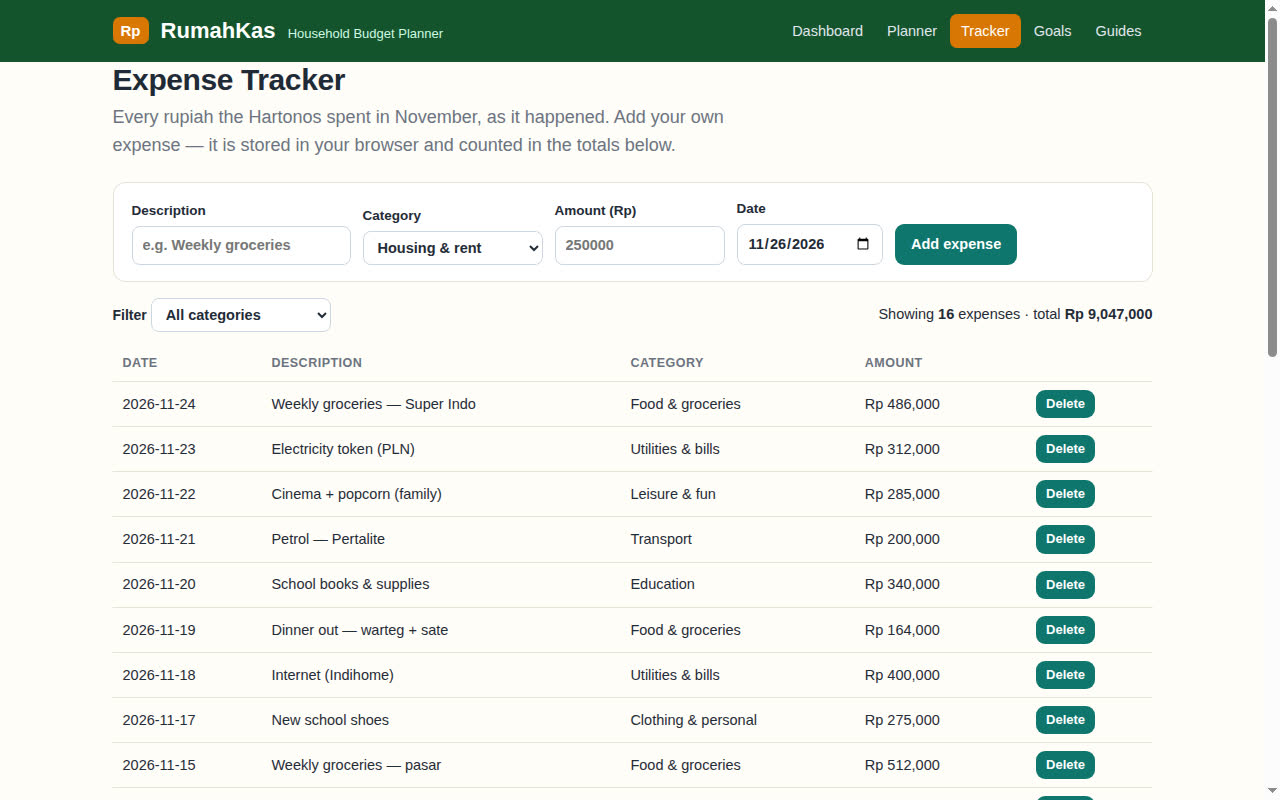 Rp RumahKas Household Budget Planner Dashboard Planner Tracker Goals Guides
Expense Tracker
Every rupiah the Hartonos spent in November, as it happened. Add your own
expense — it is stored in your browser and counted in the totals below.
Description Category Amount (Rp) Date
e.g. Weekly groceries Housing & rent 250000 11/26/2026 Add expense
Filter All categories Showing 16 expenses · total Rp 9,047,000
DATE DESCRIPTION CATEGORY AMOUNT
2026-11-24 Weekly groceries — Super Indo Food & groceries Rp 486,000 Delete
2026-11-23 Electricity token (PLN) Utilities & bills Rp 312,000 Delete
2026-11-22 Cinema + popcorn (family) Leisure & fun Rp 285,000 Delete
2026-11-21 Petrol — Pertalite Transport Rp 200,000 Delete
2026-11-20 School books & supplies Education Rp 340,000 Delete
2026-11-19 Dinner out — warteg + sate Food & groceries Rp 164,000 Delete
2026-11-18 Internet (Indihome) Utilities & bills Rp 400,000 Delete
2026-11-17 New school shoes Clothing & personal Rp 275,000 Delete
2026-11-15 Weekly groceries — pasar Food & groceries Rp 512,000 Delete